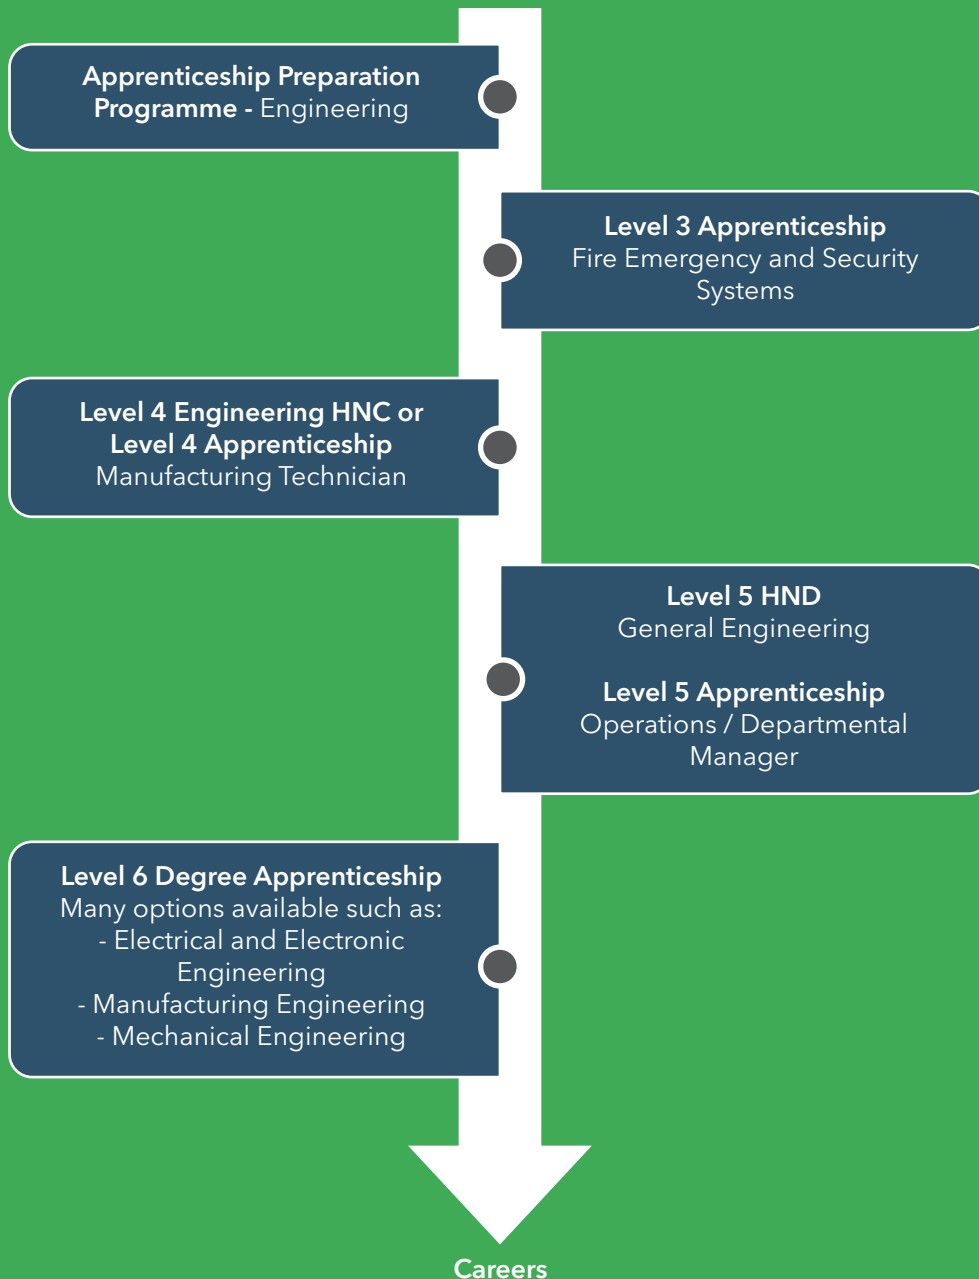 Apprenticeship Preparation
Programme - Engineering
Level 3 Apprenticeship
Fire Emergency and Security
Systems
Level 4 Engineering HNC or
Level 4 Apprenticeship
Manufacturing Technician
Level 5 HND
General Engineering
Level 5 Apprenticeship
Operations / Departmental
Manager
Level 6 Degree Apprenticeship
Many options available such as:
- Electrical and Electronic
Engineering
- Manufacturing Engineering
- Mechanical Engineering
Careers